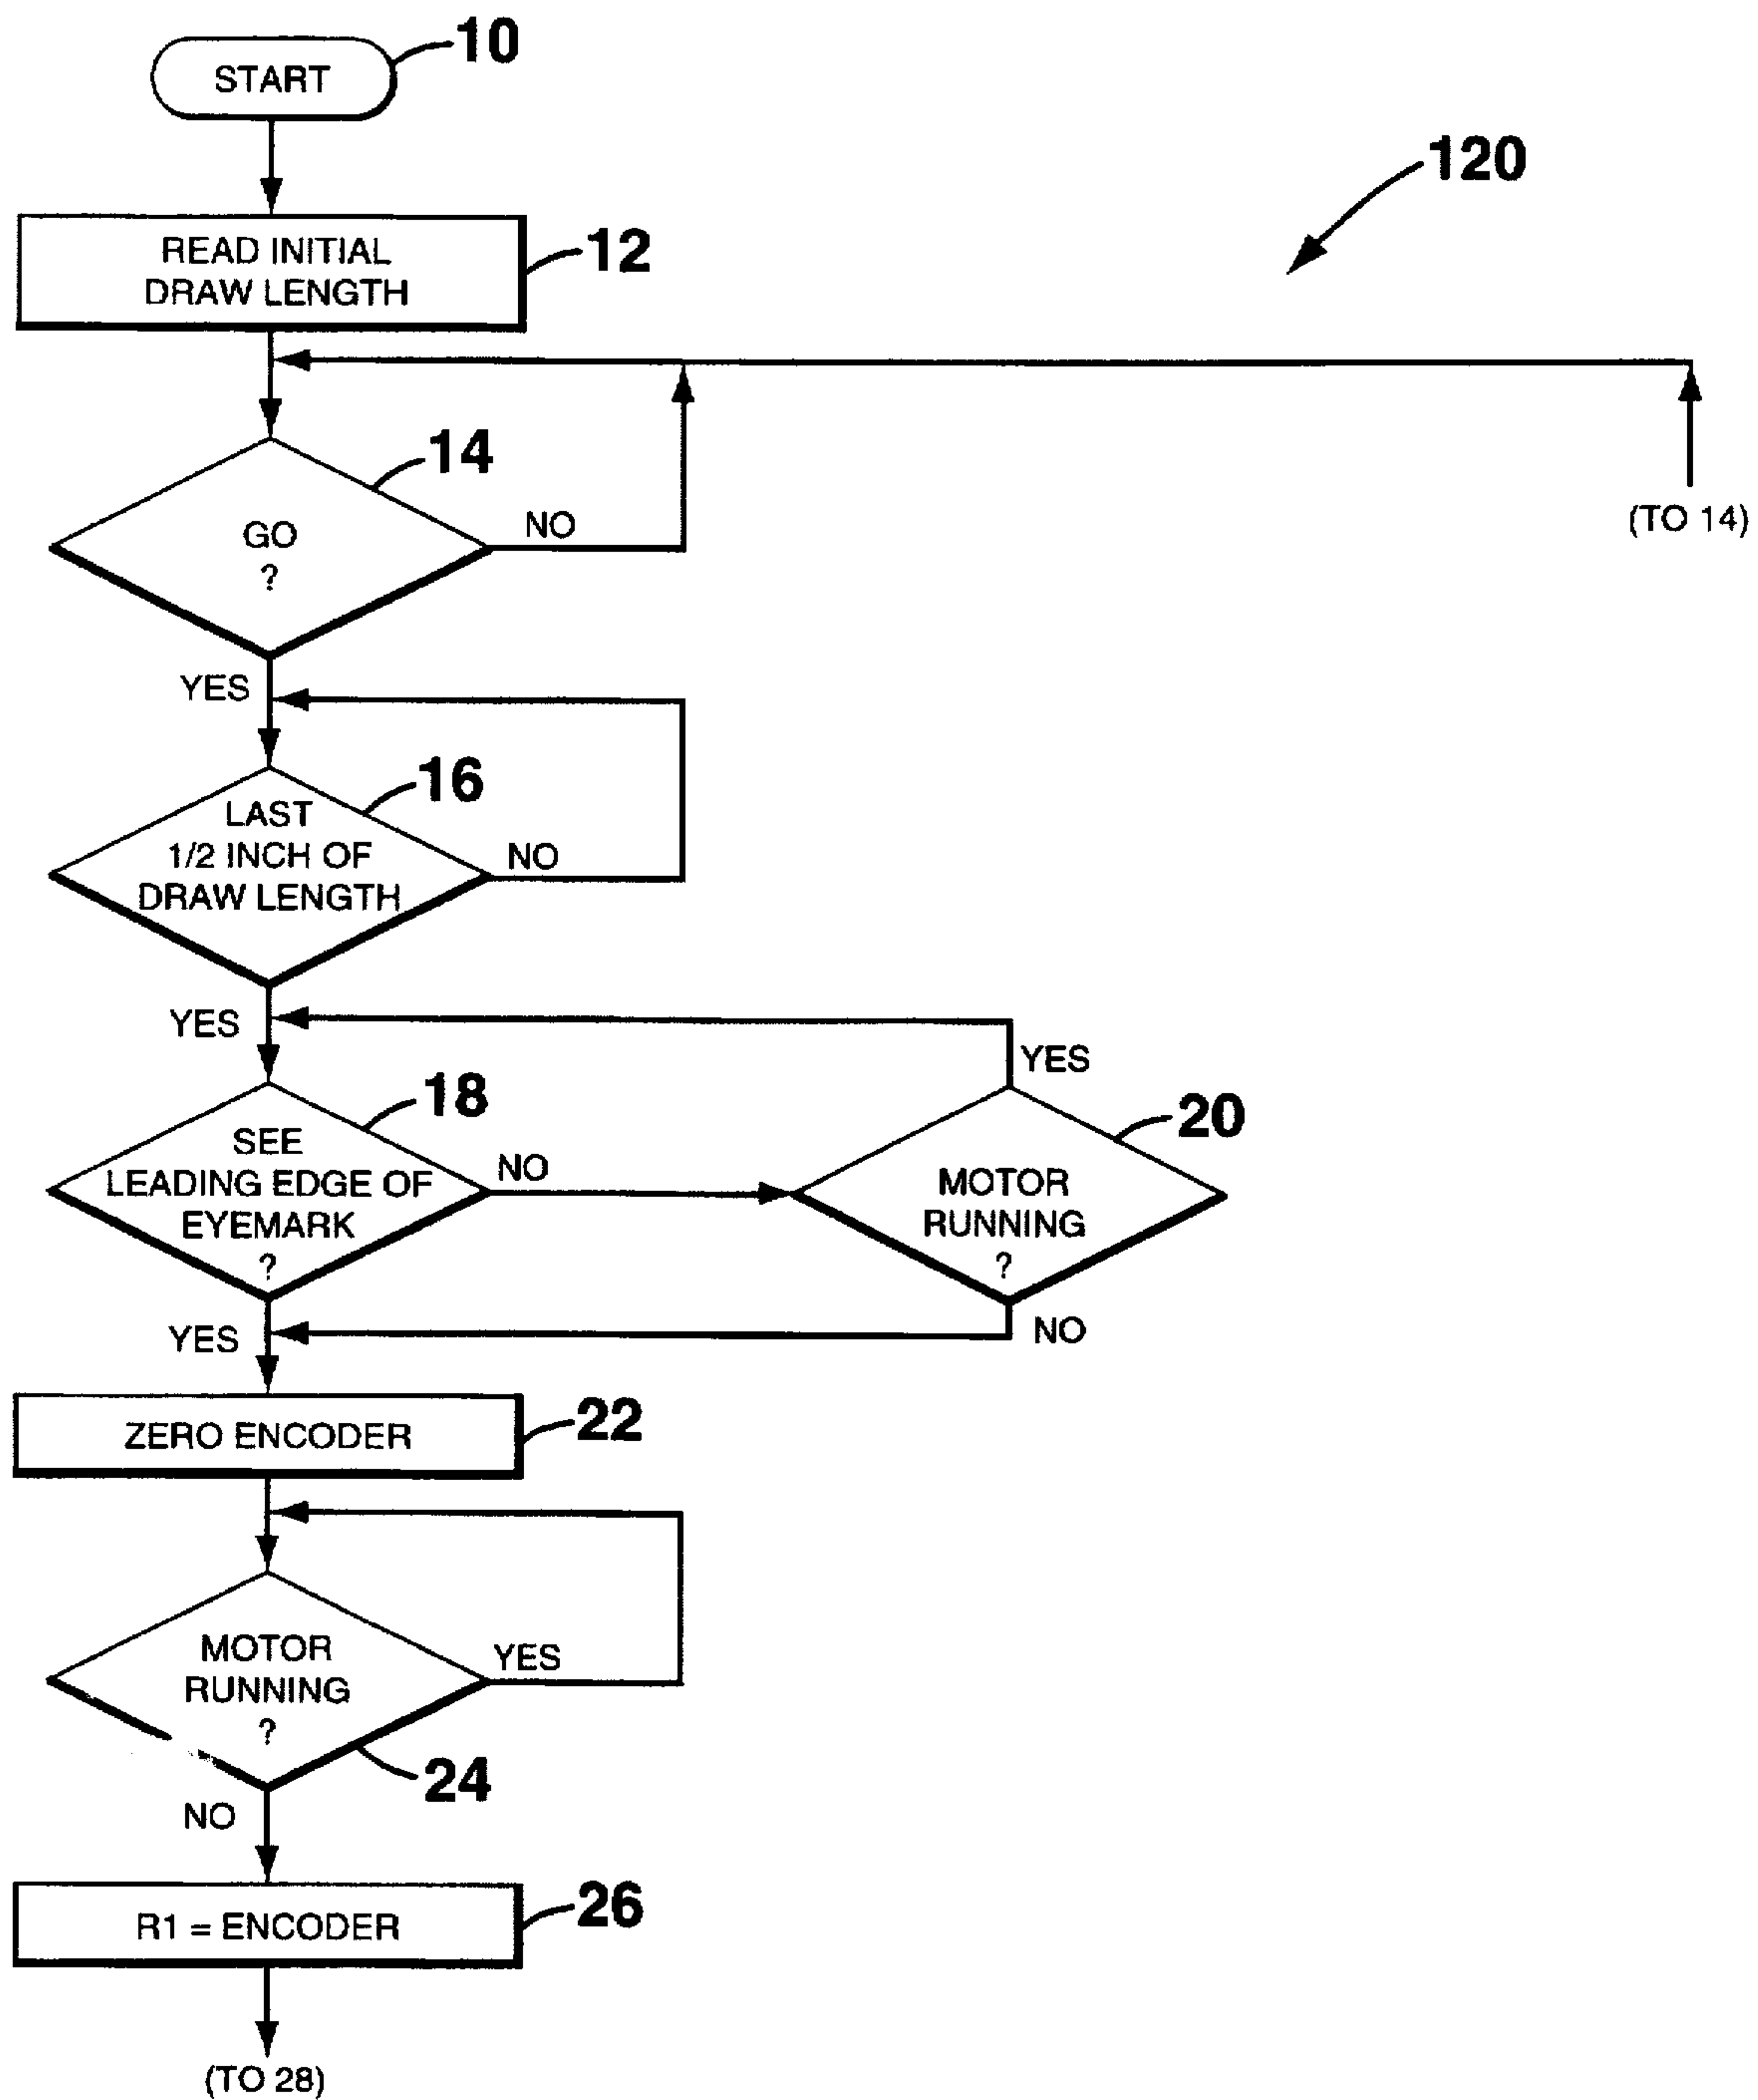 START
10
120
READ INITIAL
DRAW LENGTH
12
14
GO
?
NO
(TO 14)
YES
16
LAST
1/2 INCH OF
DRAW LENGTH
NO
YES
YES
18
20
SEE
LEADING EDGE OF
EYEMARK
?
NO
MOTOR
RUNNING
?
YES
NO
ZERO ENCODER
22
MOTOR
RUNNING
?
YES
24
NO
R1 = ENCODER
26
(TO 28)